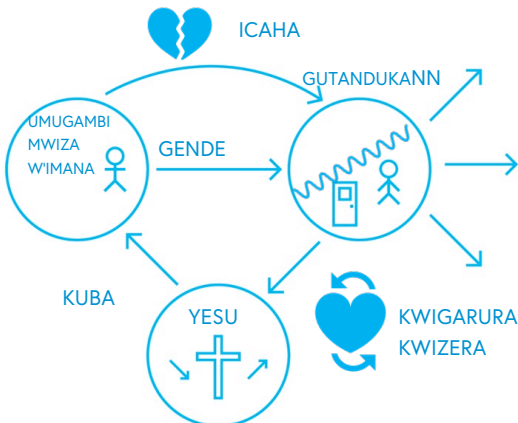 ICAHA
GUTANDUKANN
UMUGAMBI
MWIZA
W'IMANA
GENDE
KUBA
YESU
KWIGARURA
KWIZERA